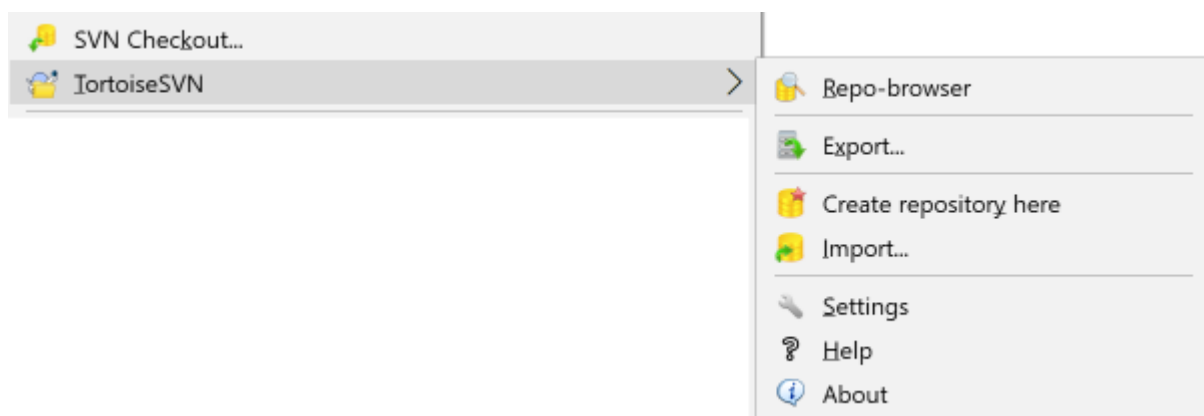 SVN Checkout...
TortoiseSVN
Repo-browser
Export...
Create repository here
Import...
Settings
Help
About